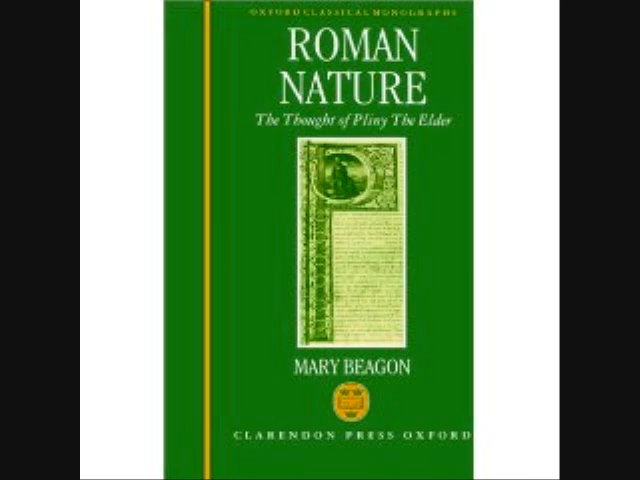 OXFORD CLASSICAL MONOGRAPHS
ROMAN
NATURE
The Thought of Pliny The Elder
MARY BEAGON
CLARENDON PRESS OXFORD